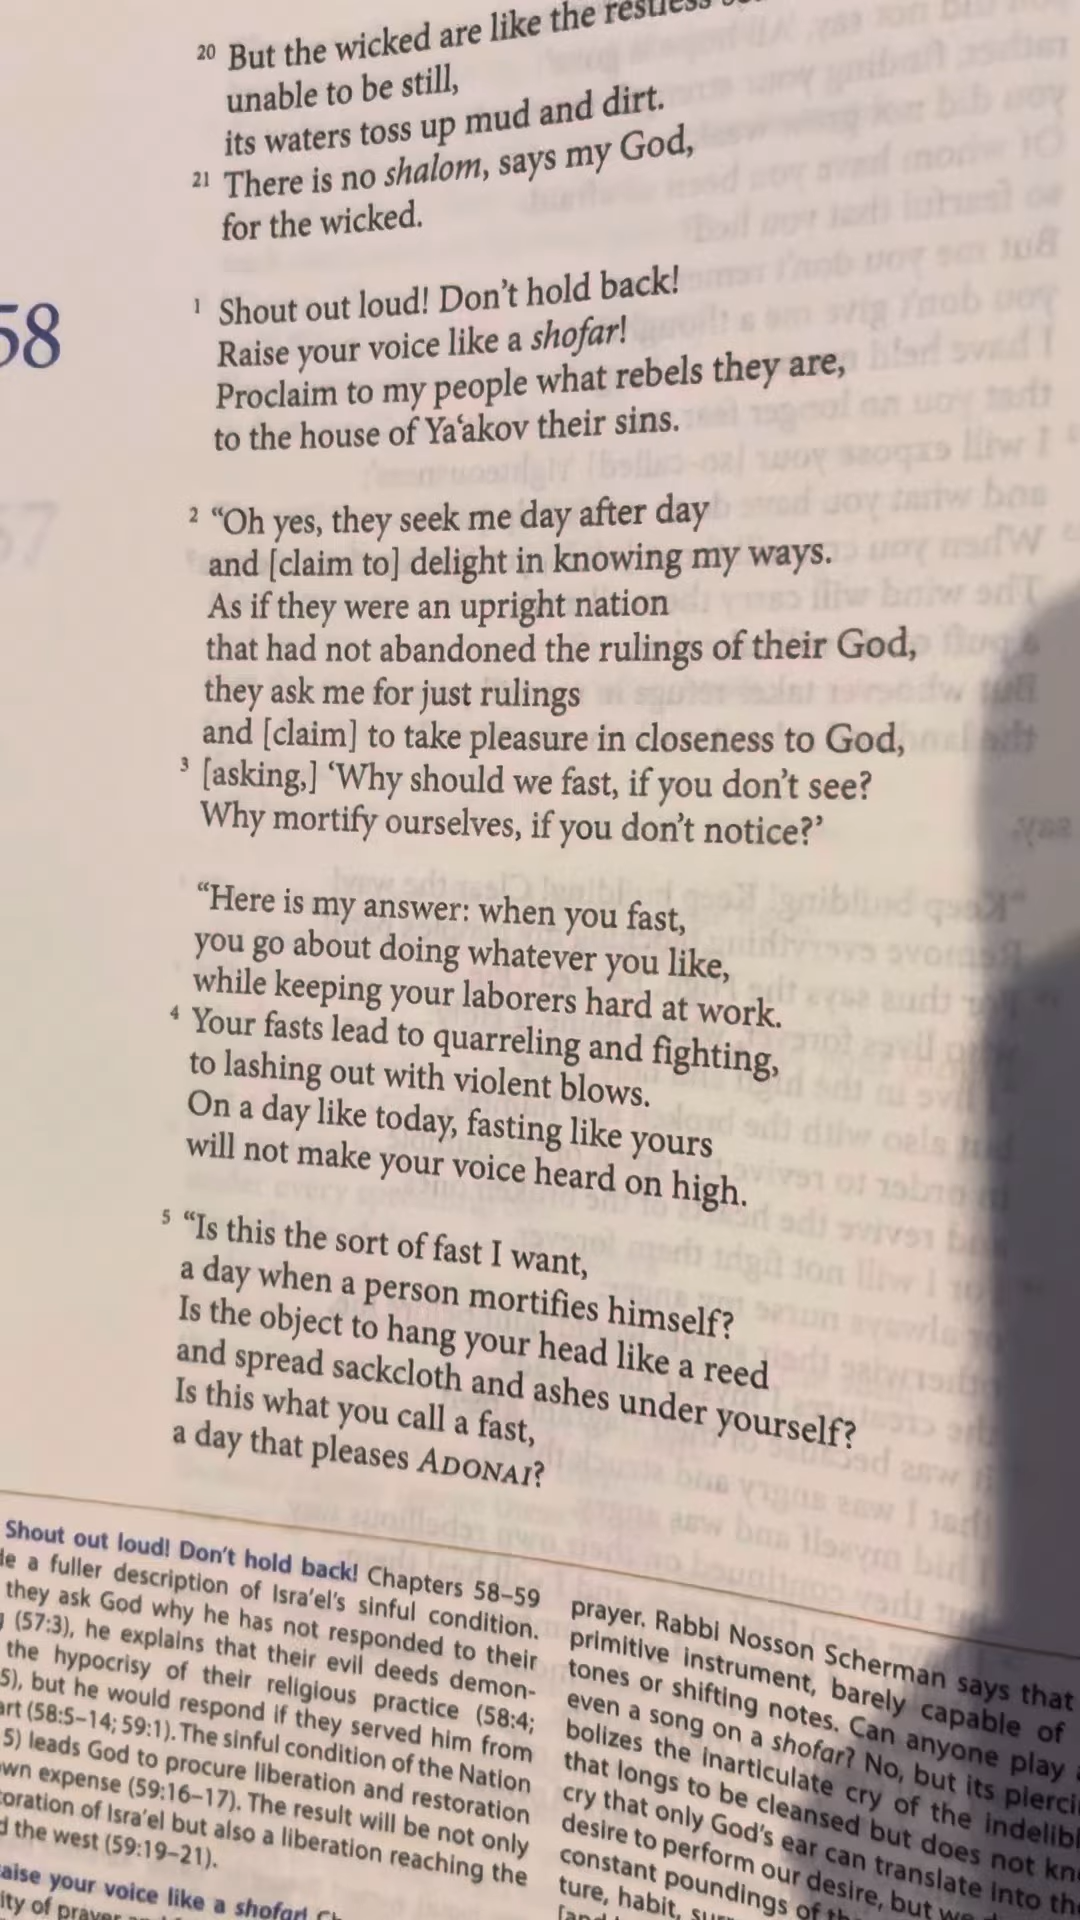 20 But the wicked are like the restless
unable to be still,
its waters toss up mud and dirt.
21 There is no shalom, says my God,
for the wicked.
58
1 Shout out loud! Don't hold back!
Raise your voice like a shofar!
Proclaim to my people what rebels they are,
to the house of Ya‘akov their sins.
2 “Oh yes, they seek me day after day
and [claim to] delight in knowing my ways.
As if they were an upright nation
that had not abandoned the rulings of their God,
they ask me for just rulings
and [claim] to take pleasure in closeness to God,
3 [asking,] ‘Why should we fast, if you don’t see?
Why mortify ourselves, if you don’t notice?’
“Here is my answer: when you fast,
you go about doing whatever you like,
while keeping your laborers hard at work.
4 Your fasts lead to quarreling and fighting,
to lashing out with violent blows.
On a day like today, fasting like yours
will not make your voice heard on high.
5 “Is this the sort of fast I want,
a day when a person mortifies himself?
Is the object to hang your head like a reed
and spread sackcloth and ashes under yourself?
Is this what you call a fast,
a day that pleases ADONAI?
Shout out loud! Don’t hold back! Chapters 58–59
a fuller description of Isra’el’s sinful condition.
they ask God why he has not responded to their
(57:3), he explains that their evil deeds demon-
the hypocrisy of their religious practice (58:4;
5), but he would respond if they served him from
(58:5–14; 59:1). The sinful condition of the Nation
5) leads God to procure liberation and restoration
expense (59:16–17). The result will be not only
of Isra’el but also a liberation reaching the
the west (59:19–21).
your voice like a shofar!
of prayer
prayer. Rabbi Nosson Scherman says that
primitive instrument, barely capable of
tones or shifting notes. Can anyone play
even a song on a shofar? No, but its
bolizes the inarticulate cry of the
that longs to be cleansed but does not
cry that only God’s ear can translate into
desire to perform our desire, but
constant poundings of
ture, habit,